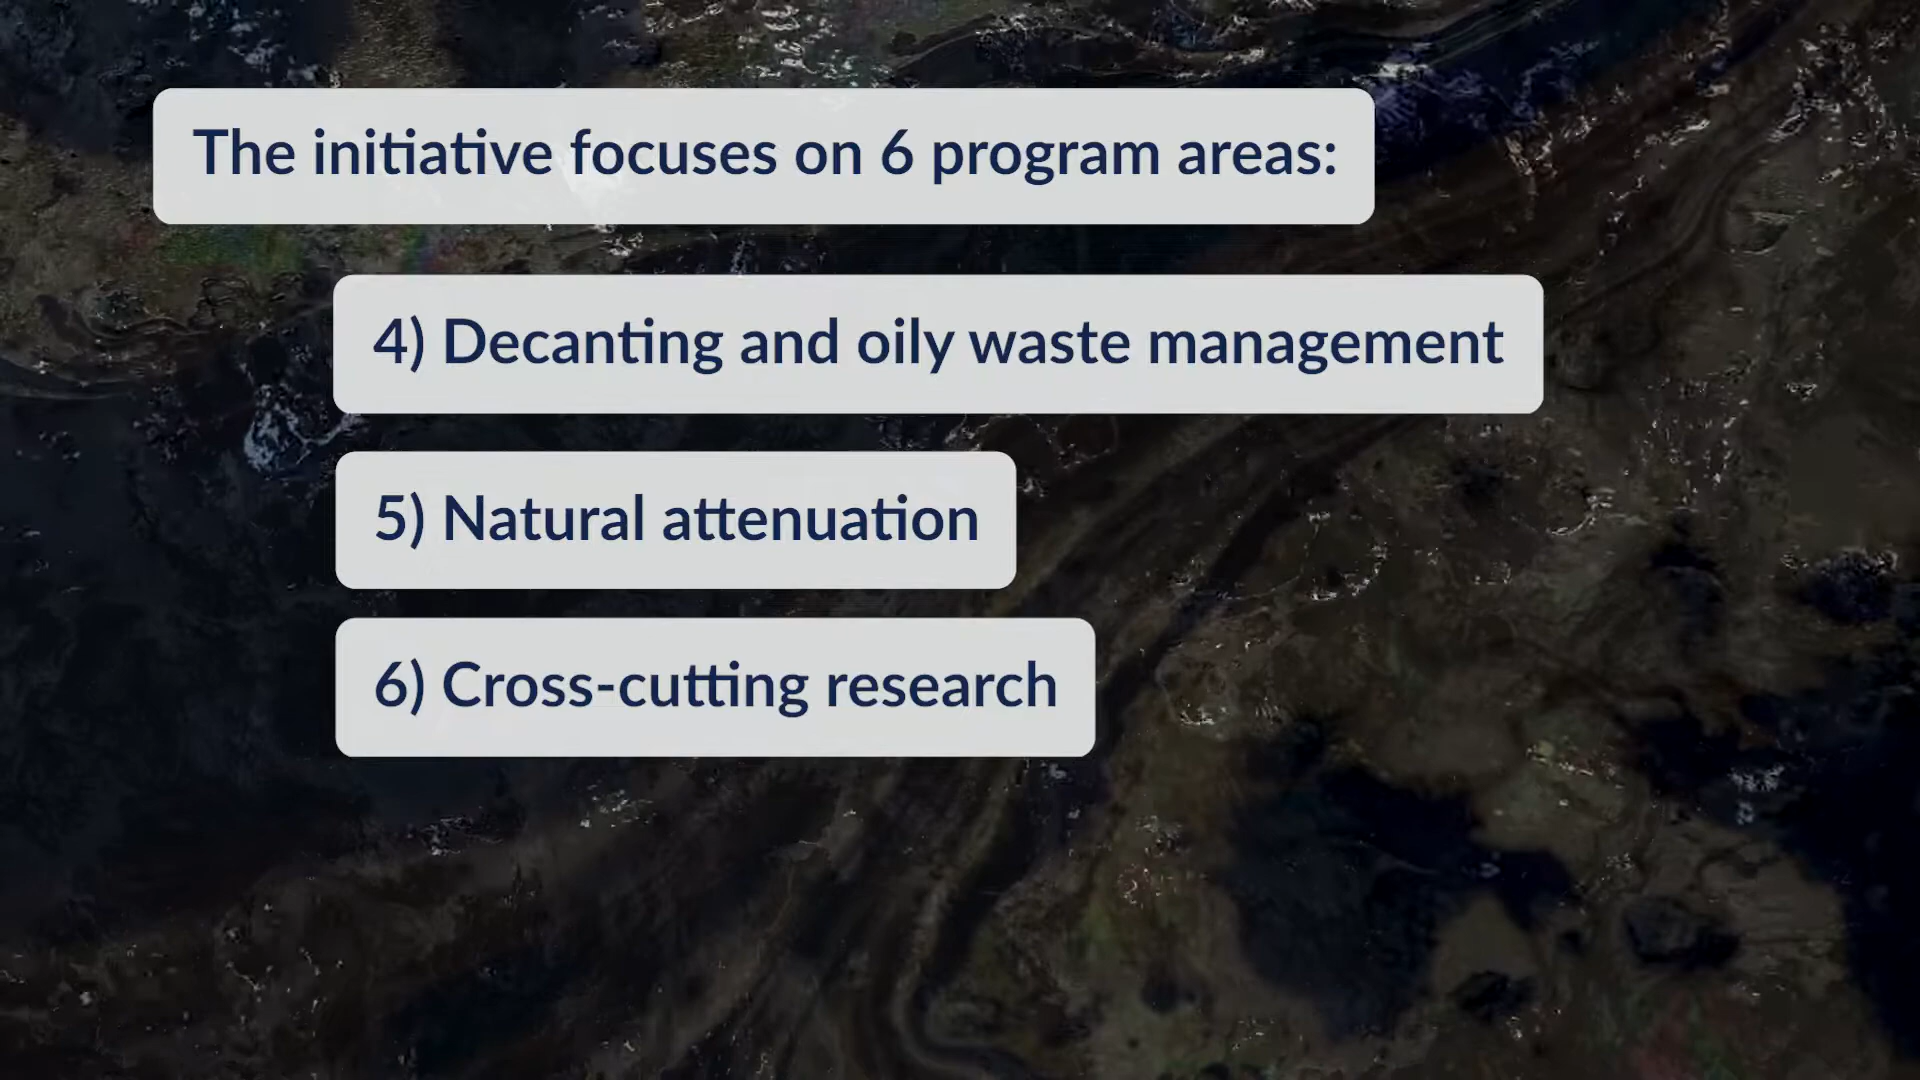 The initiative focuses on 6 program areas:
4) Decanting and oily waste management
5) Natural attenuation
6) Cross-cutting research